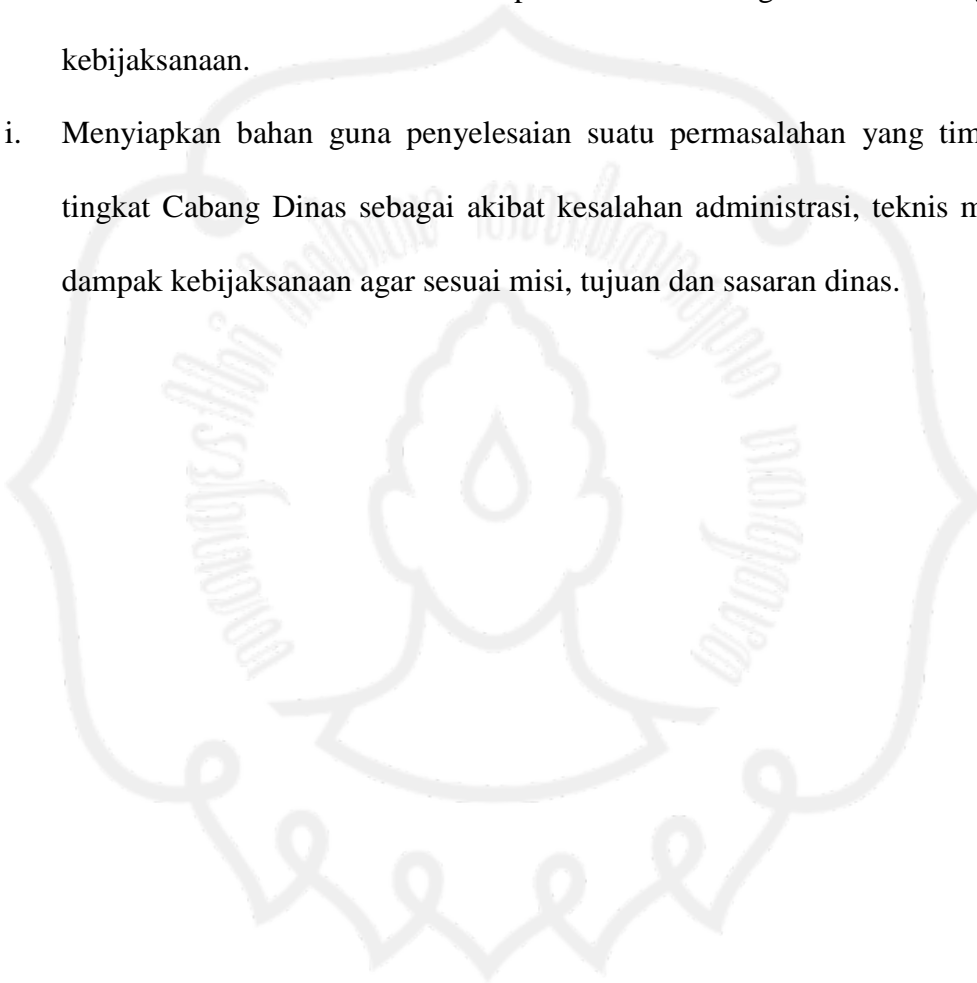 kebijaksanaan.
i. Menyiapkan bahan guna penyelesaian suatu permasalahan yang
tingkat Cabang Dinas sebagai akibat kesalahan administrasi, teknis
dampak kebijaksanaan agar sesuai misi, tujuan dan sasaran dinas.